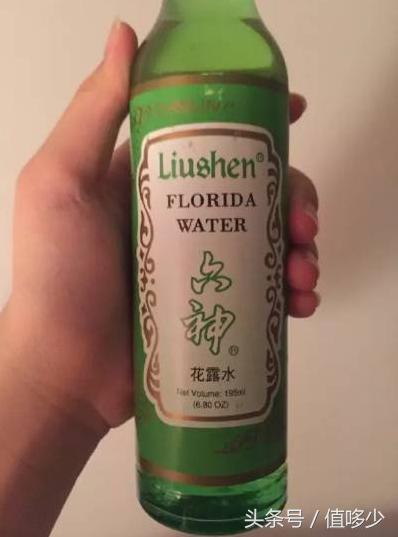 Liushen®
FLORIDA
WATER
六神®
花露水
Net Volume: 195ml
(6.60 OZ)
头条号 / 值哆少